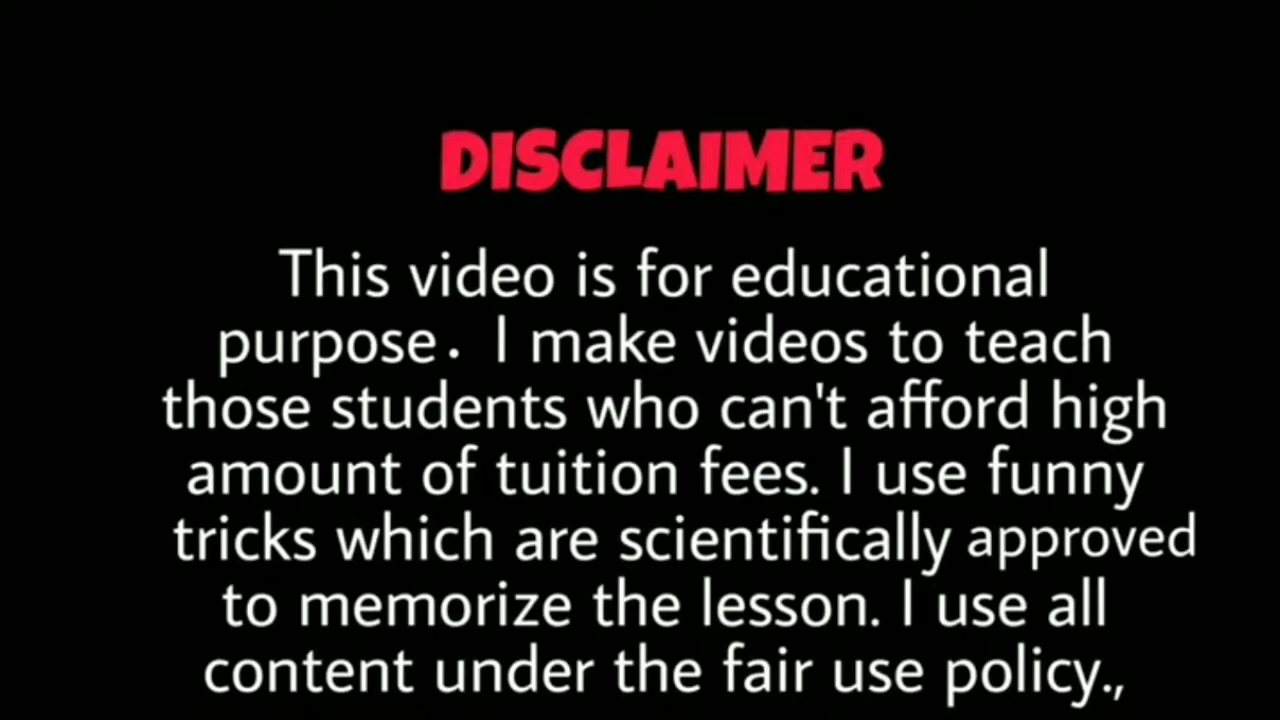 DISCLAIMER
This video is for educational
purpose. I make videos to teach
those students who can't afford high
amount of tuition fees. I use funny
tricks which are scientifically approved
to memorize the lesson. I use all
content under the fair use policy.,